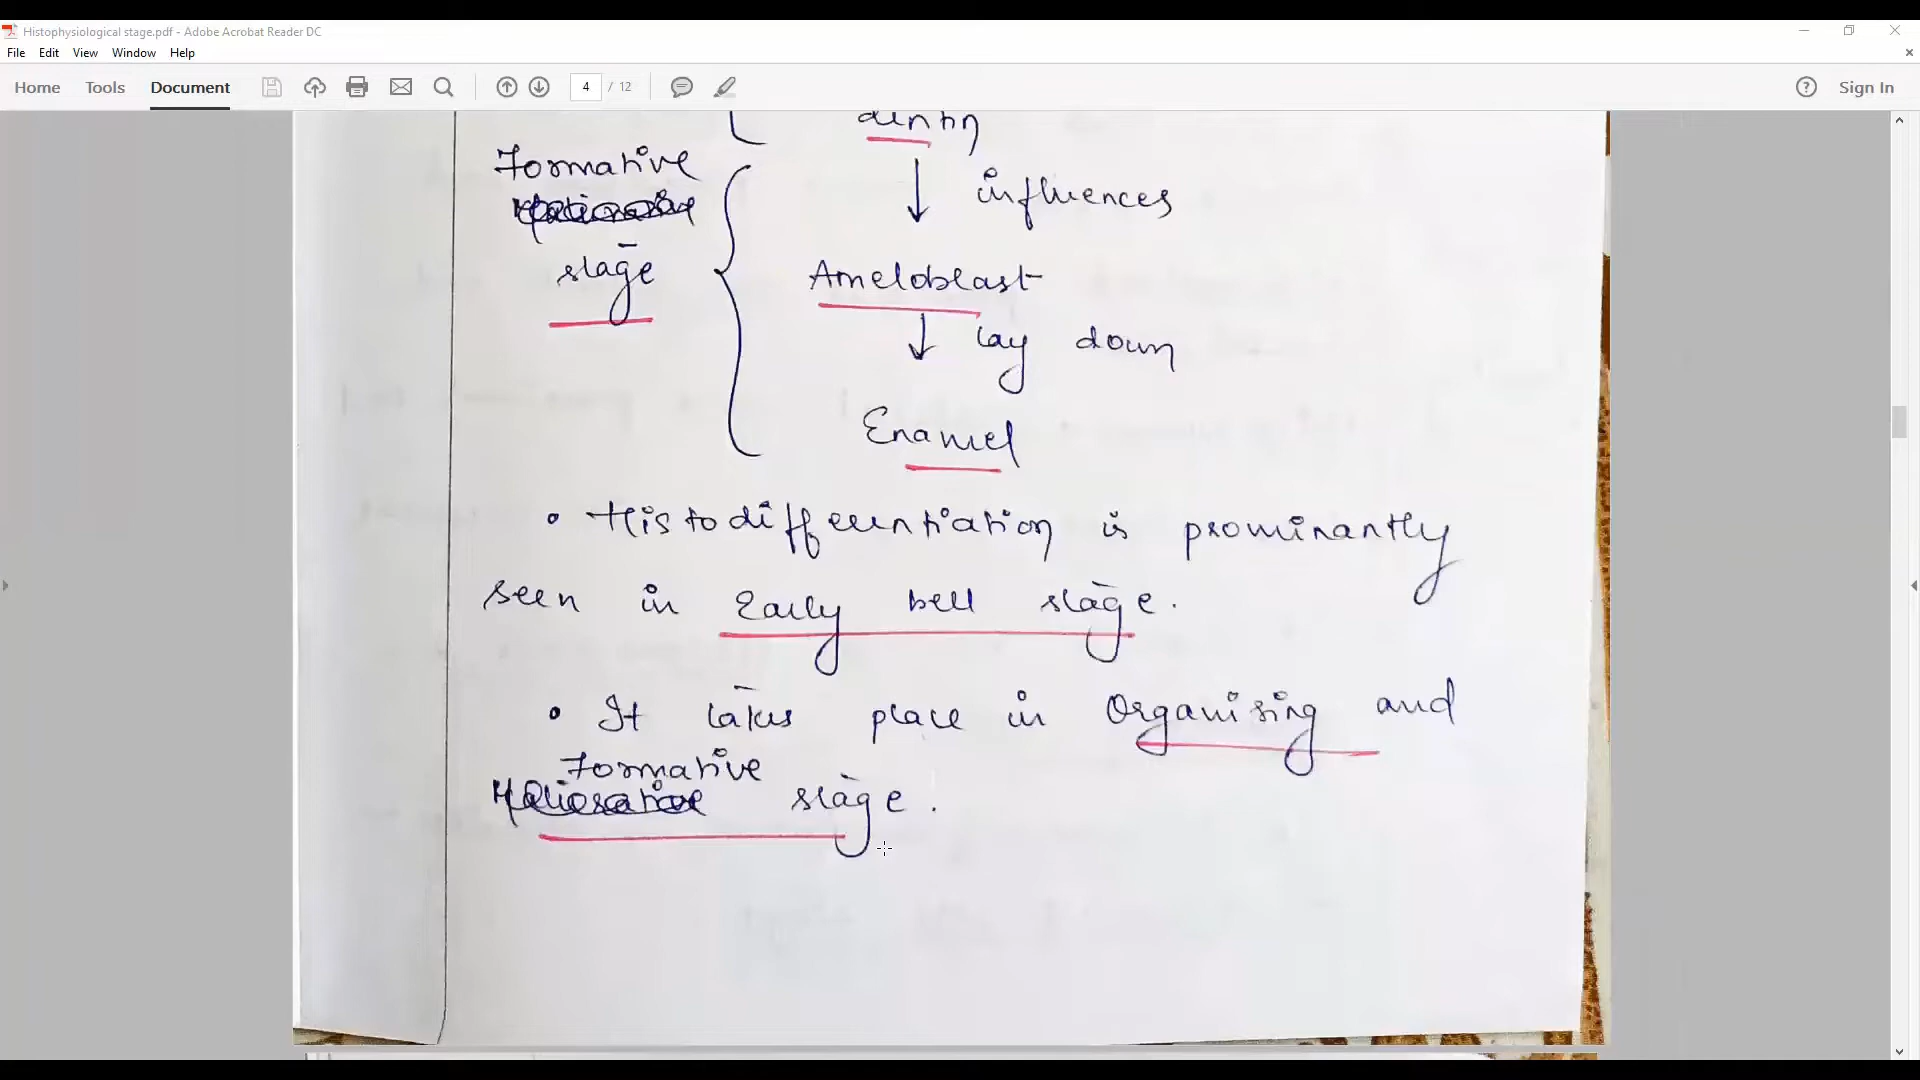 Histophysiological stage.pdf - Adobe Acrobat Reader DC
File Edit View Window Help
Home Tools Document 4 / 12 Sign In
dentin
Formative
influences
stage
Ameloblast
lay down
Enamel
• Histodifferentiation is prominantly
seen in Early bell stage.
• It takes place in Organising and
Formative
stage.